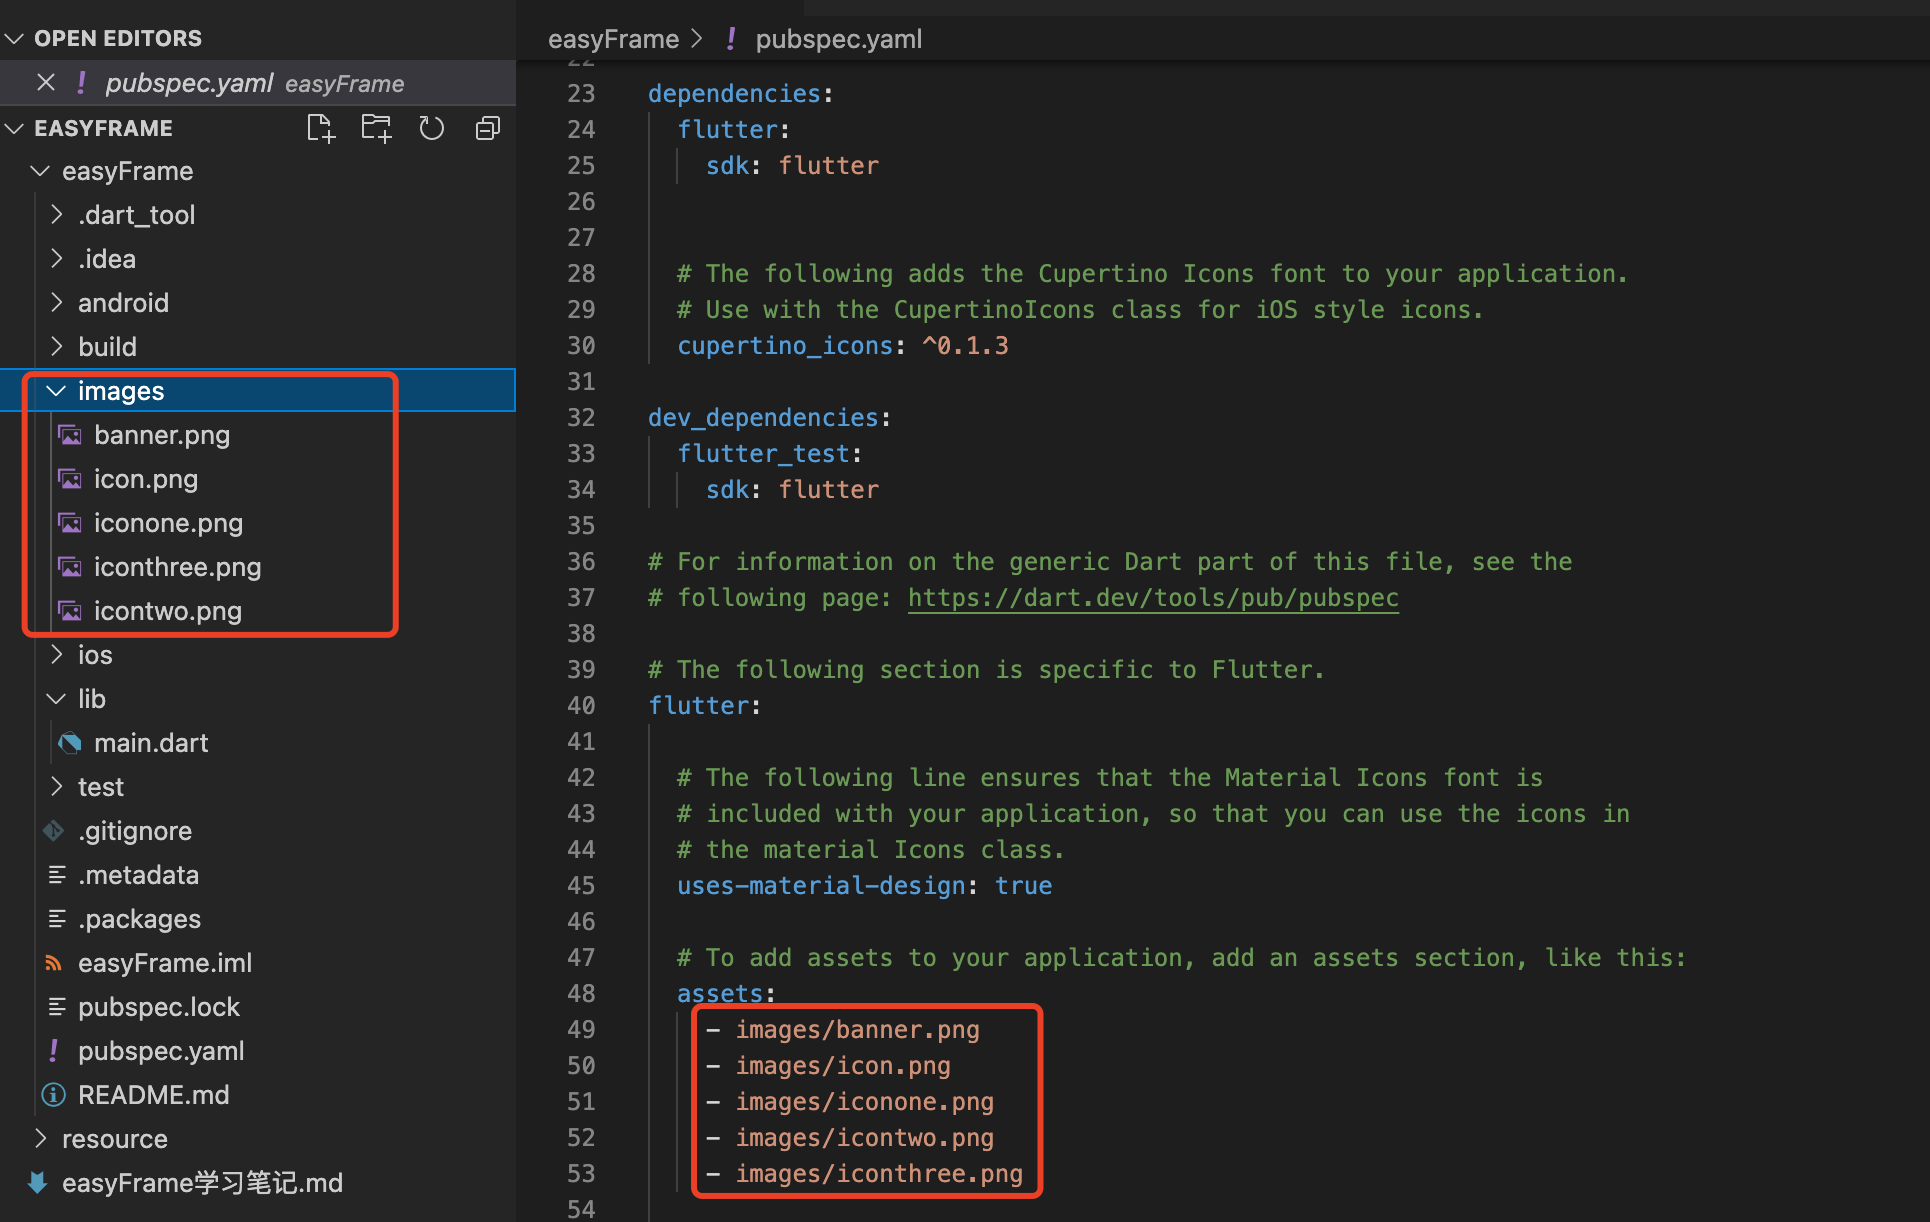 OPEN EDITORS
pubspec.yaml easyFrame
EASYFRAME
easyFrame
.dart_tool
.idea
android
build
images
banner.png
icon.png
iconone.png
iconthree.png
icontwo.png
ios
lib
main.dart
test
.gitignore
.metadata
.packages
easyFrame.iml
pubspec.lock
pubspec.yaml
README.md
resource
easyFrame学习笔记.md
easyFrame > ! pubspec.yaml
22
23 dependencies:
24 flutter:
25 sdk: flutter
26
27
28 # The following adds the Cupertino Icons font to your application.
29 # Use with the CupertinoIcons class for iOS style icons.
30 cupertino_icons: ^0.1.3
31
32 dev_dependencies:
33 flutter_test:
34 sdk: flutter
35
36 # For information on the generic Dart part of this file, see the
37 # following page: https://dart.dev/tools/pub/pubspec
38
39 # The following section is specific to Flutter.
40 flutter:
41
42 # The following line ensures that the Material Icons font is
43 # included with your application, so that you can use the icons in
44 # the material Icons class.
45 uses-material-design: true
46
47 # To add assets to your application, add an assets section, like this:
48 assets:
49 - images/banner.png
50 - images/icon.png
51 - images/iconone.png
52 - images/icontwo.png
53 - images/iconthree.png
54